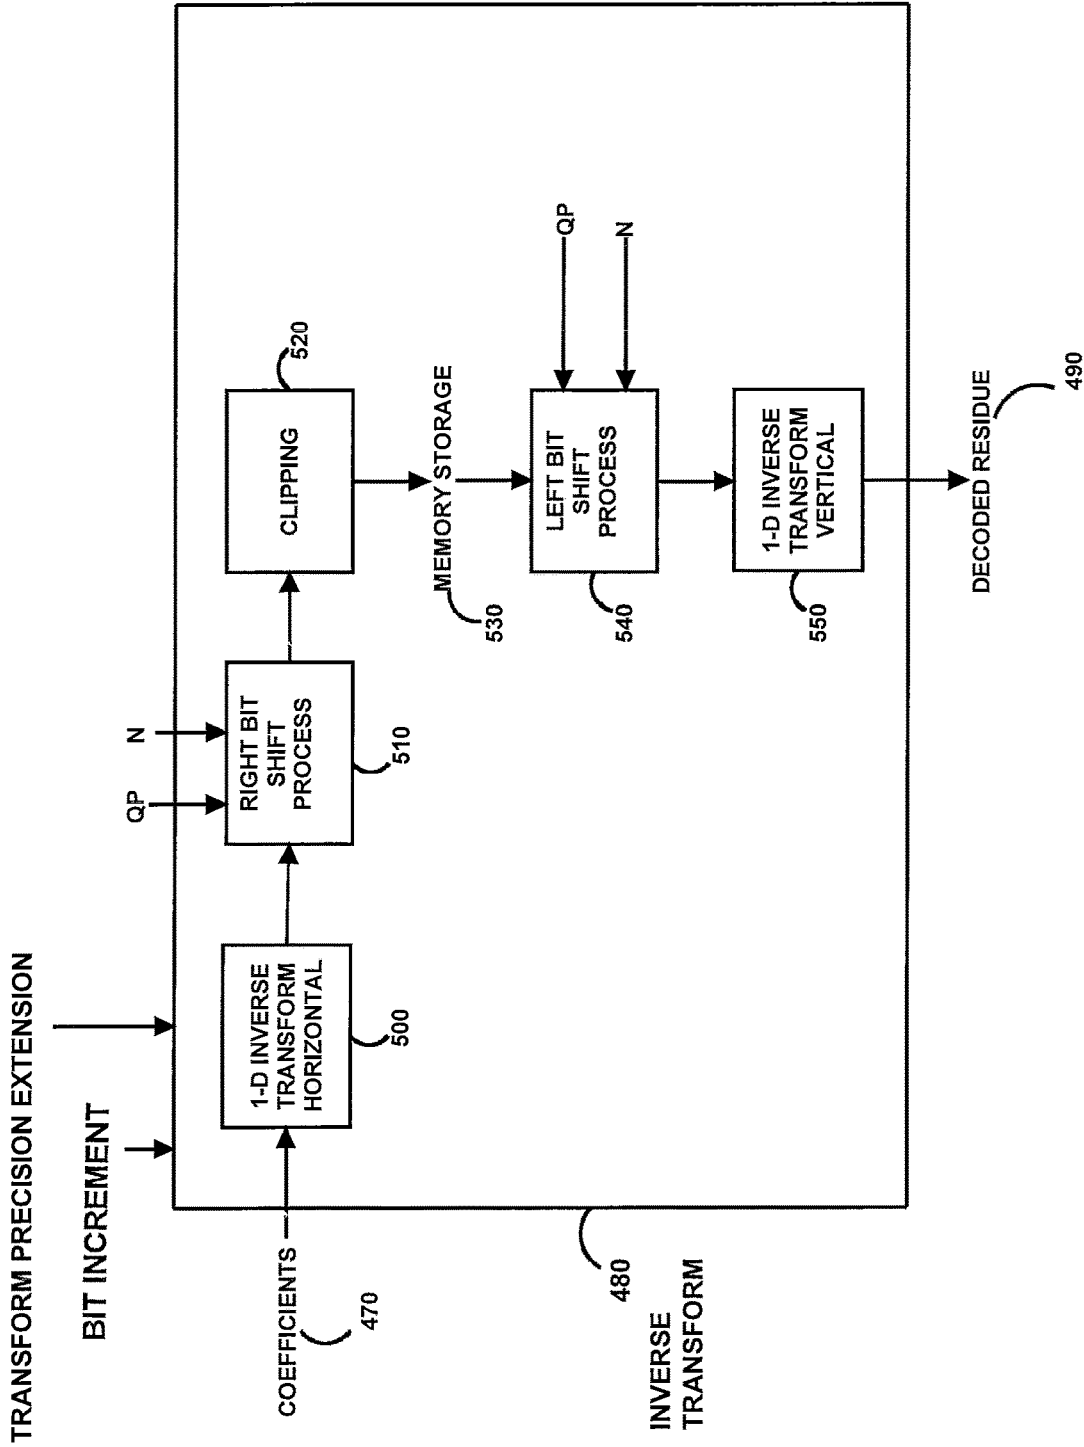 TRANSFORM PRECISION EXTENSION
BIT INCREMENT
QP
N
COEFFICIENTS
470
1-D INVERSE
TRANSFORM
HORIZONTAL
500
RIGHT BIT
SHIFT
PROCESS
510
CLIPPING
520
MEMORY STORAGE
530
LEFT BIT
SHIFT
PROCESS
540
QP
N
1-D INVERSE
TRANSFORM
VERTICAL
550
480
INVERSE
TRANSFORM
DECODED RESIDUE
490